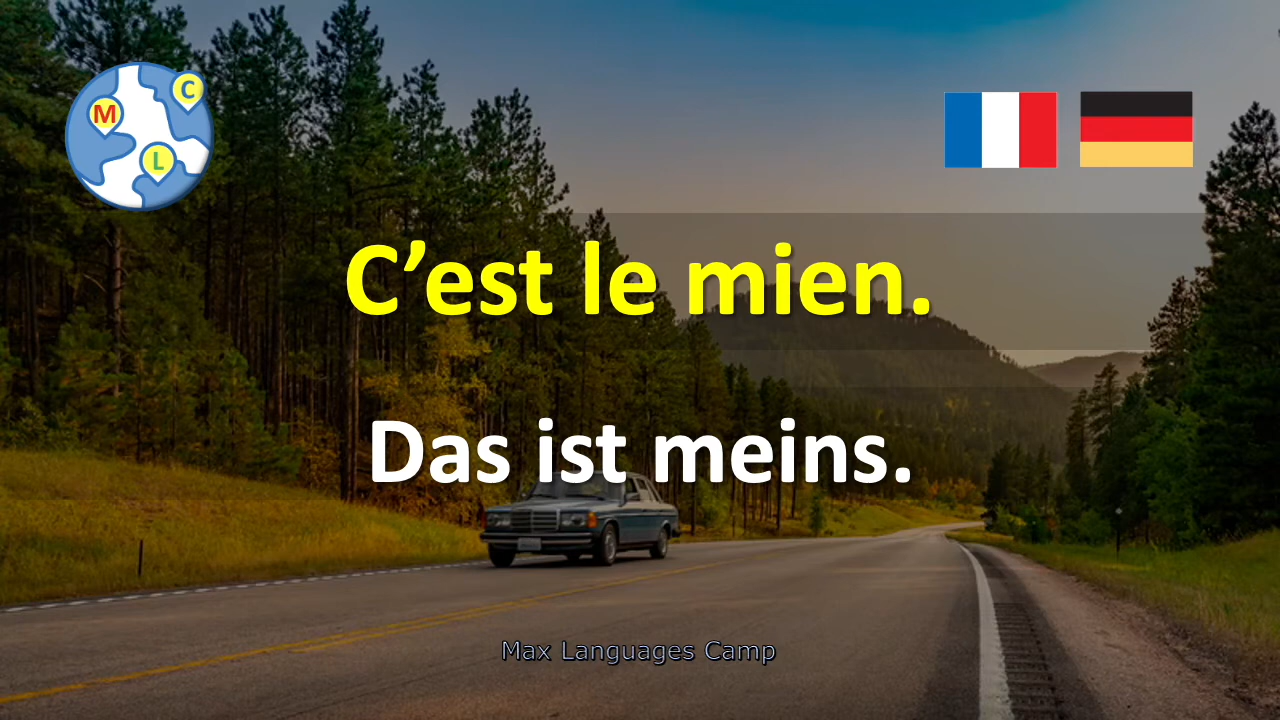 M
C
L
C’est le mien.
Das ist meins.
Max Languages Camp